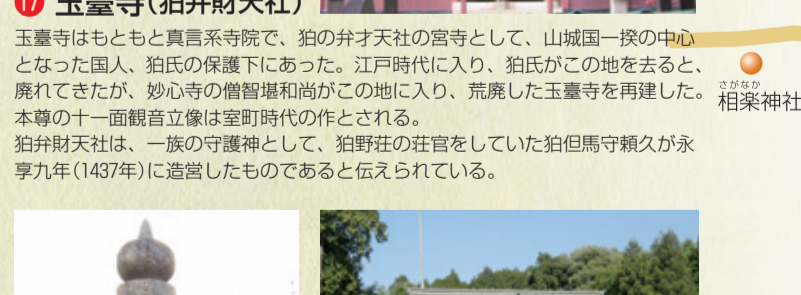 17 玉臺寺(狛弁財天社)
玉臺寺はもともと真言系寺院で、狛の弁才天社の宮寺として、山城国一揆の中心
となった国人、狛氏の保護下にあった。江戸時代に入り、狛氏がこの地を去ると、
廃れてきたが、妙心寺の僧智堪和尚がこの地に入り、荒廃した玉臺寺を再建した。
本尊の十一面観音立像は室町時代の作とされる。
狛弁財天社は、一族の守護神として、狛野荘の荘官をしていた狛但馬守頼久が永
享九年(1437年)に造営したものであると伝えられている。
さがなか
相楽神社